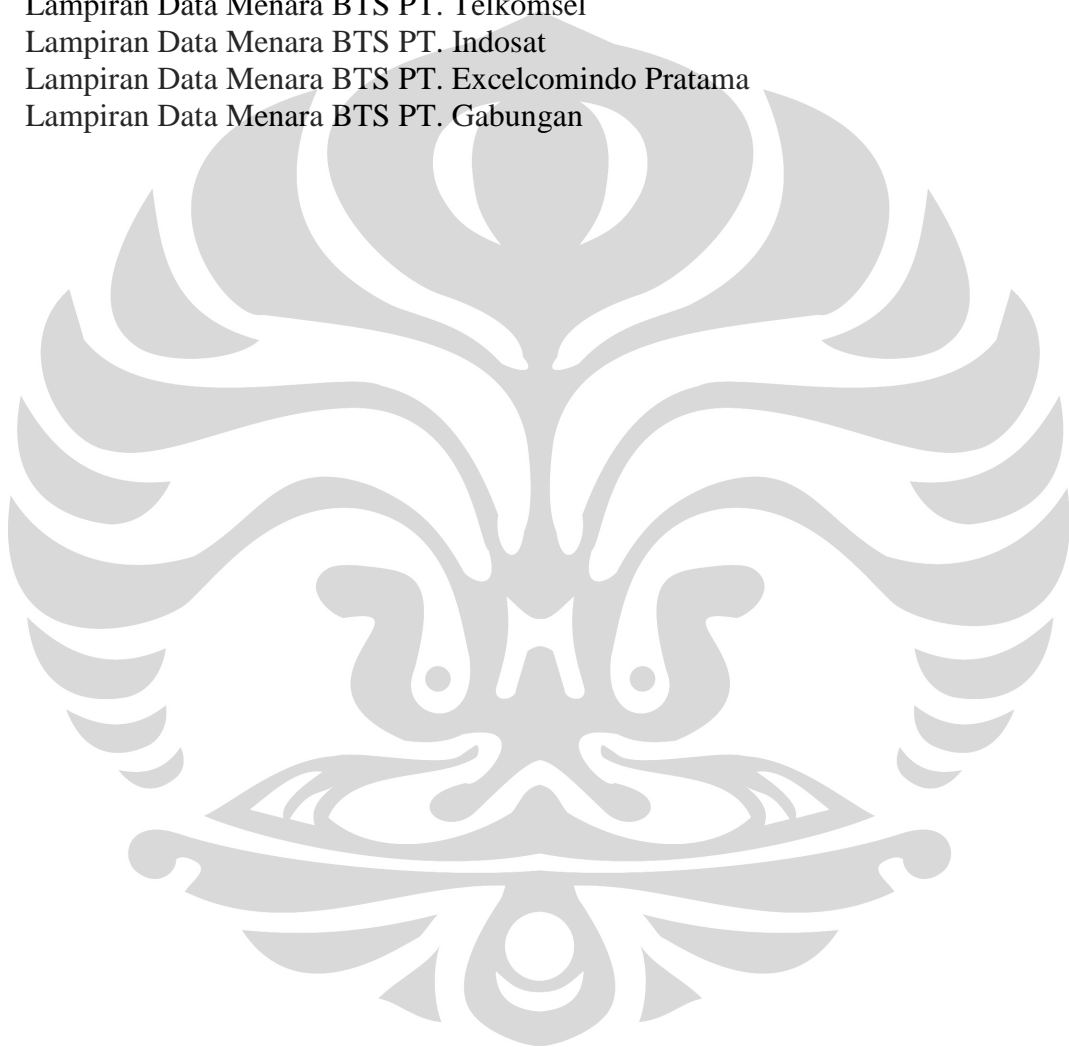 Lampiran Data Menara BTS PT. Telkomsel
Lampiran Data Menara BTS PT. Indosat
Lampiran Data Menara BTS PT. Excelcomindo Pratama
Lampiran Data Menara BTS PT. Gabungan